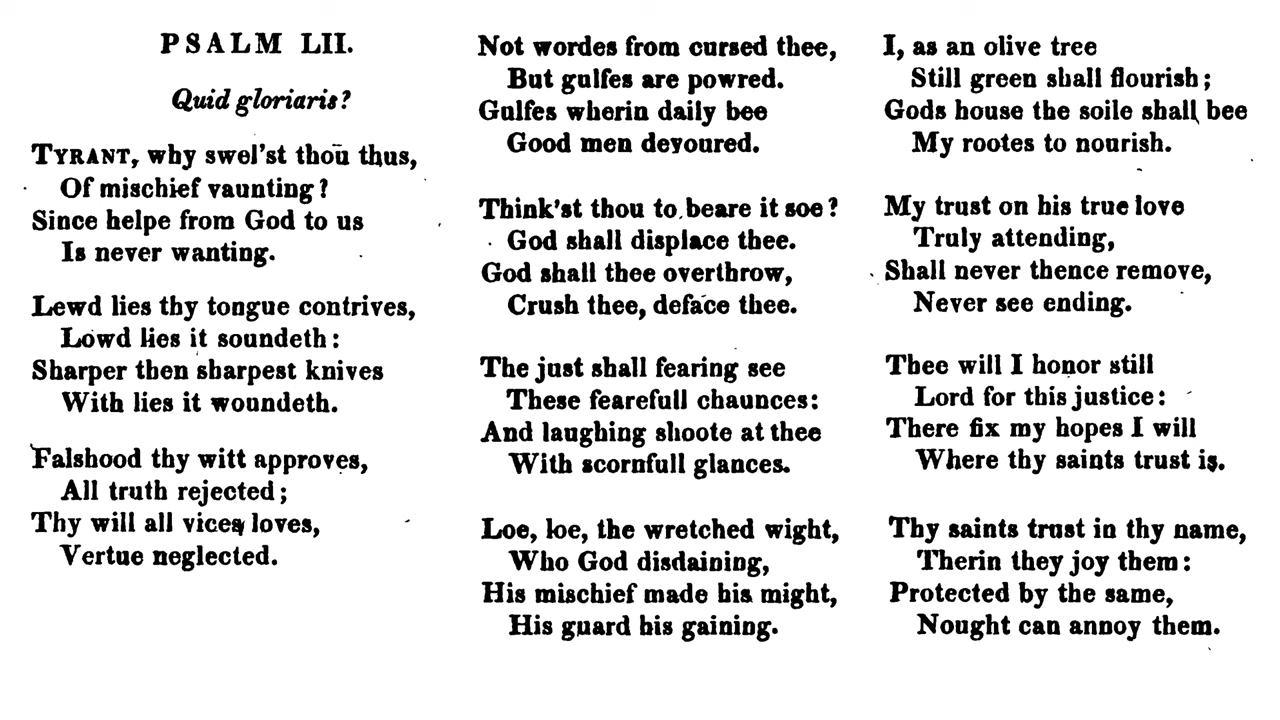 PSALM LII.
Quid gloriaris?
TYRANT, why swel'st thoū thus,
Of mischief vaunting?
Since helpe from God to us
Is never wanting.
Lewd lies thy tongue contrives,
Lowd lies it soundeth:
Sharper then sharpest knives
With lies it woundeth.
Falshood thy witt approves,
All truth rejected;
Thy will all vices loves,
Vertue neglected.
Not wordes from cursed thee,
But gulfes are powred.
Gulfes wherin daily bee
Good men devoured.
Think'st thou to beare it soe?
God shall displace thee.
God shall thee overthrow,
Crush thee, deface thee.
The just shall fearing see
These fearefull chaunces:
And laughing shoote at thee
With scornfull glances.
Loe, loe, the wretched wight,
Who God disdaining,
His mischief made his might,
His guard his gaining.
I, as an olive tree
Still green shall flourish;
Gods house the soile shall bee
My rootes to nourish.
My trust on his true love
Truly attending,
Shall never thence remove,
Never see ending.
Thee will I honor still
Lord for this justice:
There fix my hopes I will
Where thy saints trust is.
Thy saints trust in thy name,
Therin they joy them:
Protected by the same,
Nought can annoy them.